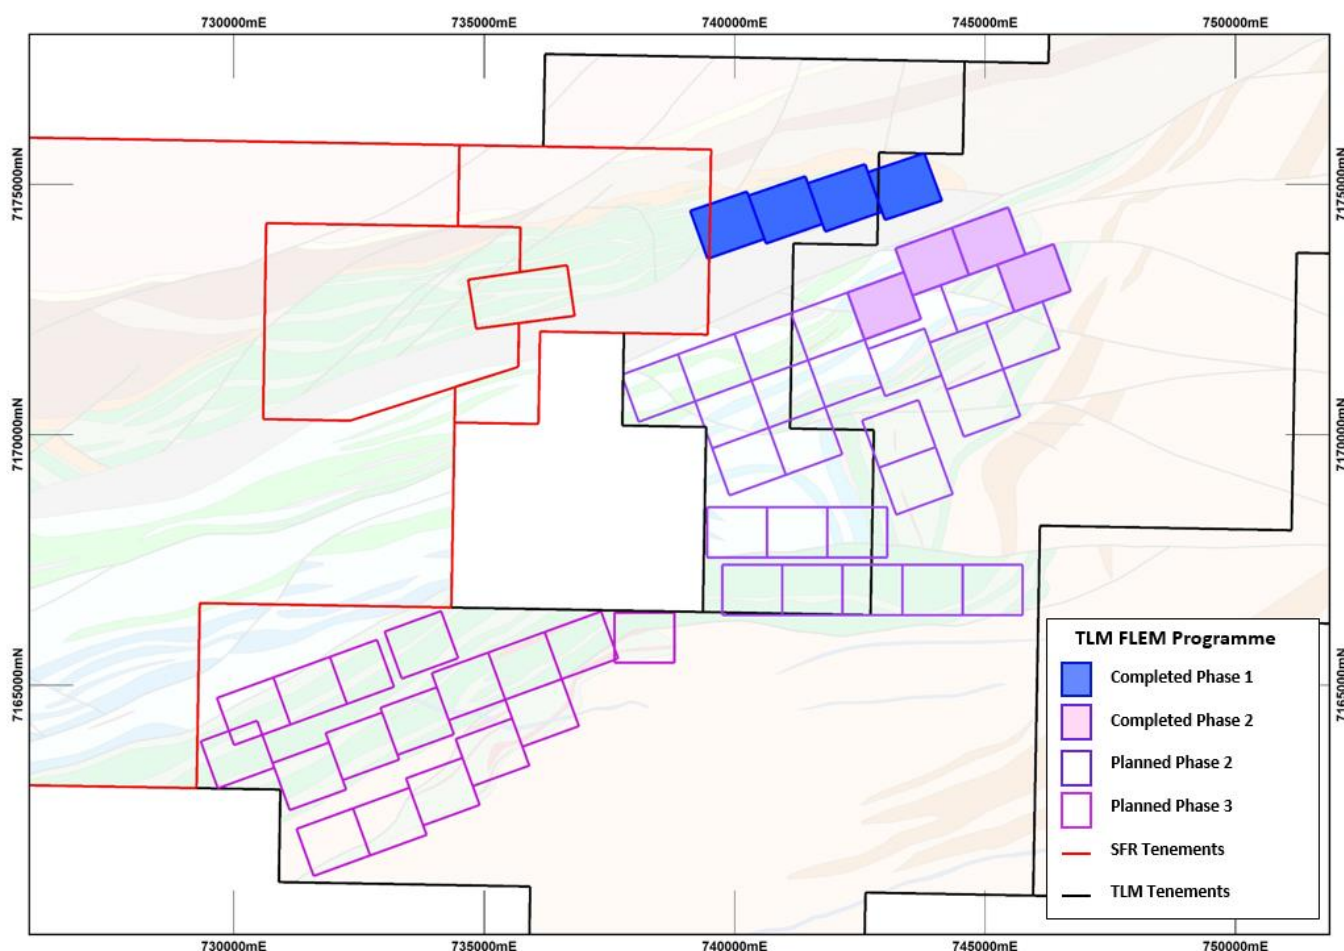 730000mE 735000mE 740000mE 745000mE 750000mE
7175000mN 7175000mN
7170000mN 7170000mN
7165000mN 7165000mN
TLM FLEM Programme
Completed Phase 1
Completed Phase 2
Planned Phase 2
Planned Phase 3
SFR Tenements
TLM Tenements
730000mE 735000mE 740000mE 745000mE 750000mE